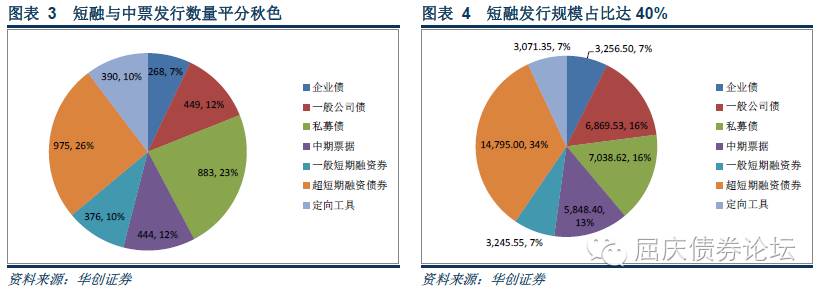 图表 3 短融与中票发行数量平分秋色
390, 10%
268, 7%
449, 12%
975, 26%
883, 23%
376, 10%
444, 12%
企业债
一般公司债
私募债
中期票据
一般短期融资券
超短期融资债券
定向工具
资料来源：华创证券
图表 4 短融发行规模占比达 40%
3,071.35, 7%
3,256.50, 7%
6,869.53, 16%
14,795.00, 34%
7,038.62, 16%
5,848.40,
13%
3,245.55, 7%
企业债
一般公司债
私募债
中期票据
一般短期融资券
超短期融资债券
定向工具
屈庆债券论坛
资料来源：华创证券